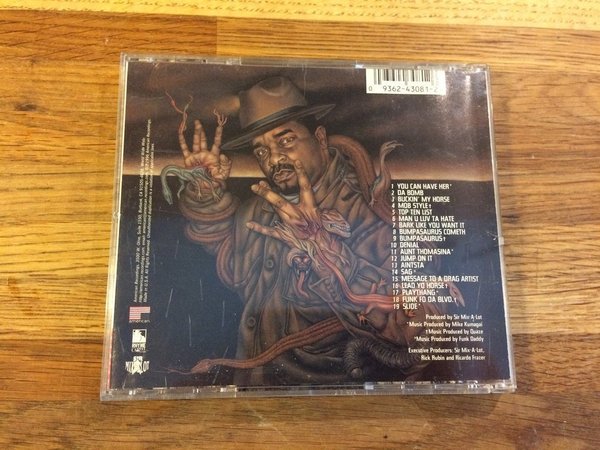 0 9362-43081-2
1 YOU CAN HAVE HER*
2 DA BOMB
3 BUCKIN' MY HORSE
4 MOB STYLE†
5 TOP TEN LIST
6 MAN U LUV TA HATE
7 BARK LIKE YOU WANT IT
8 BUMPASAURUS COMETH
9 BUMPASAURUS†
10 DENIAL
11 AUNT THOMASINA*
12 JUMP ON IT
13 AINTSTA
14 SAG*
15 MESSAGE TO A DRAG ARTIST
16 LEAD YO HORSE†
17 PLAYTHANG*
18 FUNK FO DA BLVD.†
19 SLIDE*
Produced by Sir Mix-A-Lot
*Music Produced by Mike Kumagai
†Music Produced by Quaze
*Music Produced by Funk Daddy
Executive Producers: Sir Mix-A-Lot,
Rick Rubin and Ricardo Frazer
american
RHYME
CARTEL